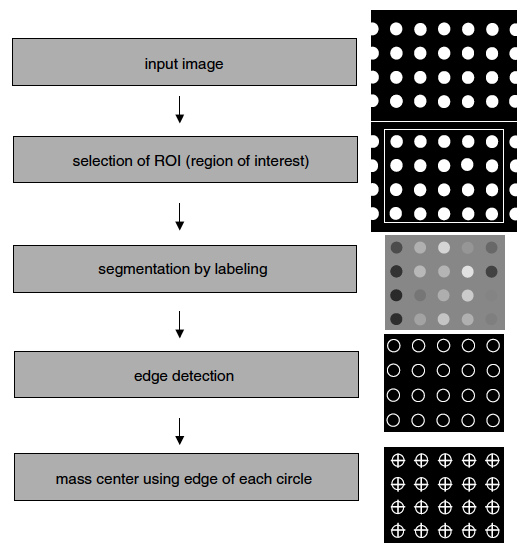 input image
selection of ROI (region of interest)
segmentation by labeling
edge detection
mass center using edge of each circle